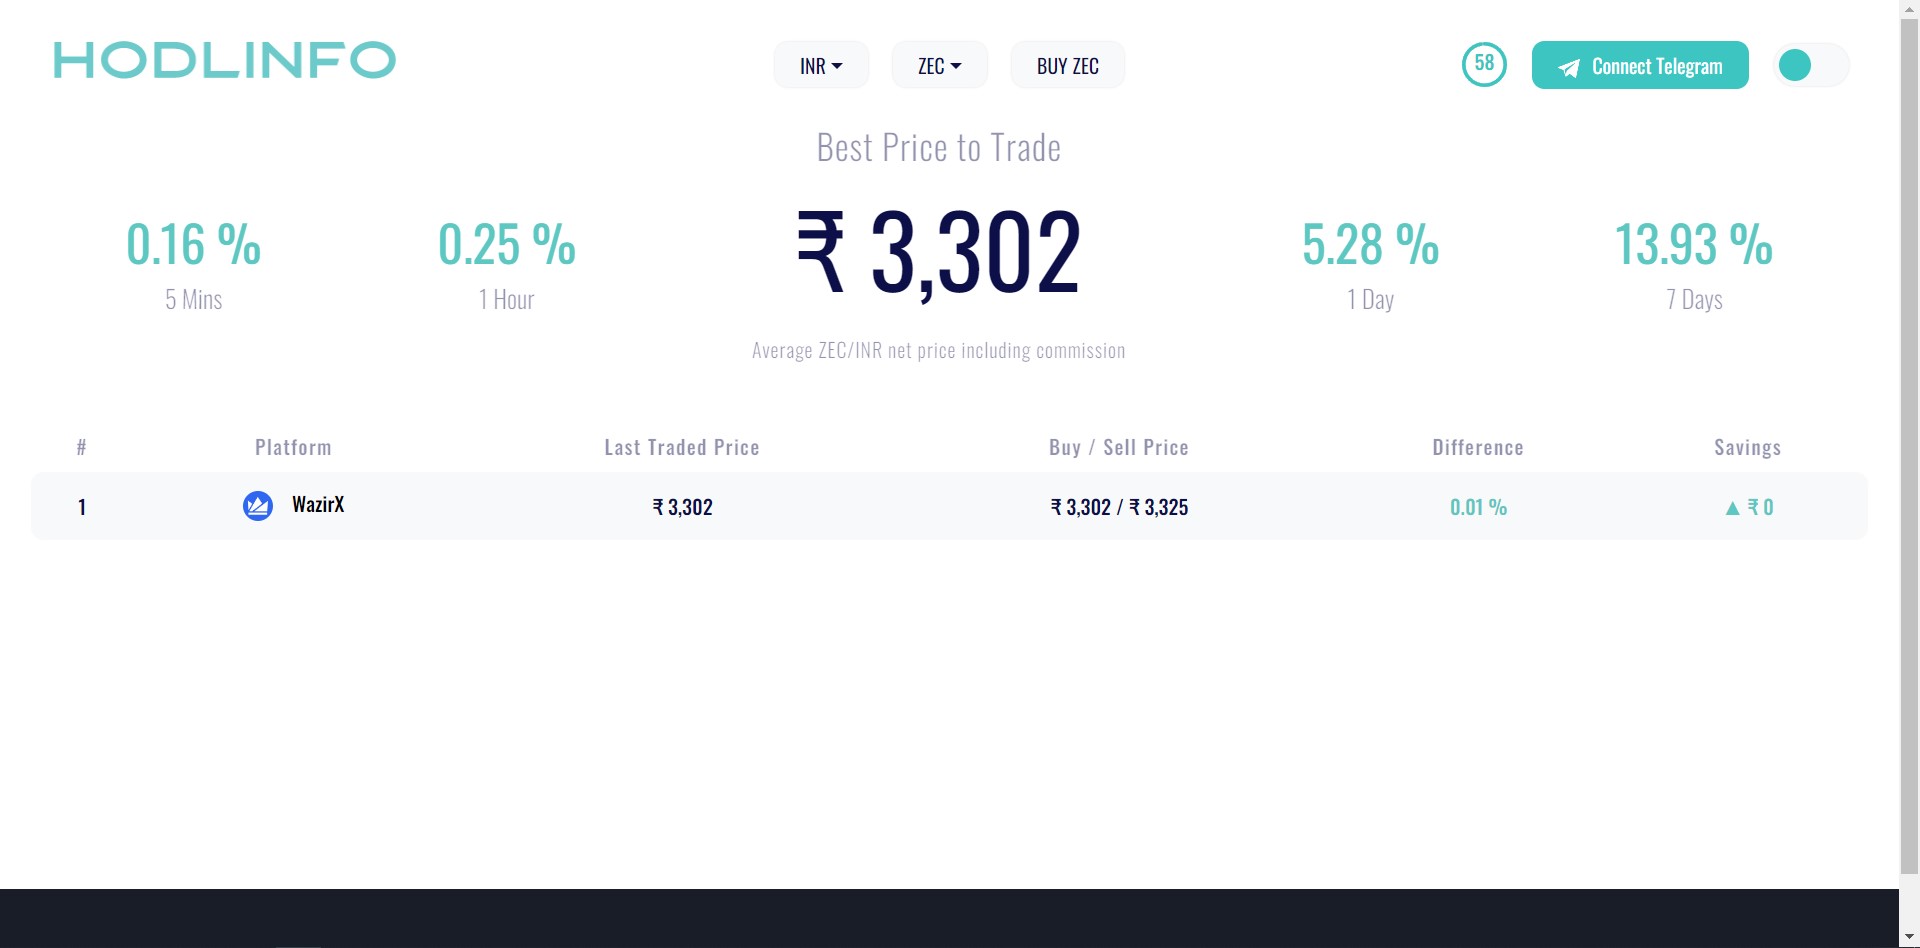 HODLINFO
INR
ZEC
BUY ZEC
58
Connect Telegram
Best Price to Trade
0.16 %
5 Mins
0.25 %
1 Hour
₹ 3,302
5.28 %
1 Day
13.93 %
7 Days
Average ZEC/INR net price including commission
# Platform Last Traded Price Buy / Sell Price Difference Savings
1 WazirX ₹ 3,302 ₹ 3,302 / ₹ 3,325 0.01 % ▲ ₹ 0